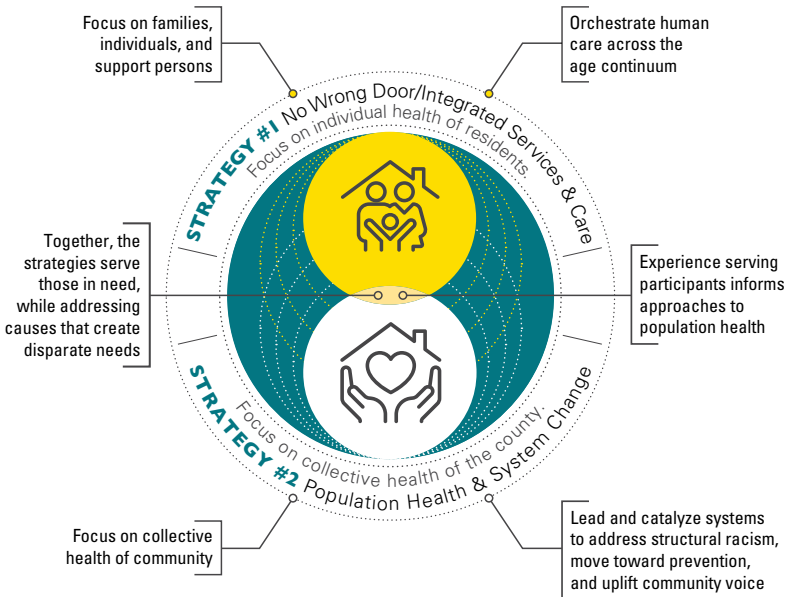 Focus on families,
individuals, and
support persons
Orchestrate human
care across the
age continuum
STRATEGY #1 No Wrong Door/Integrated Services & Care
Focus on individual health of residents.
Together, the
strategies serve
those in need,
while addressing
causes that create
disparate needs
Experience serving
participants informs
approaches to
population health
Focus on collective health of the county.
STRATEGY #2 Population Health & System Change
Focus on collective
health of community
Lead and catalyze systems
to address structural racism,
move toward prevention,
and uplift community voice